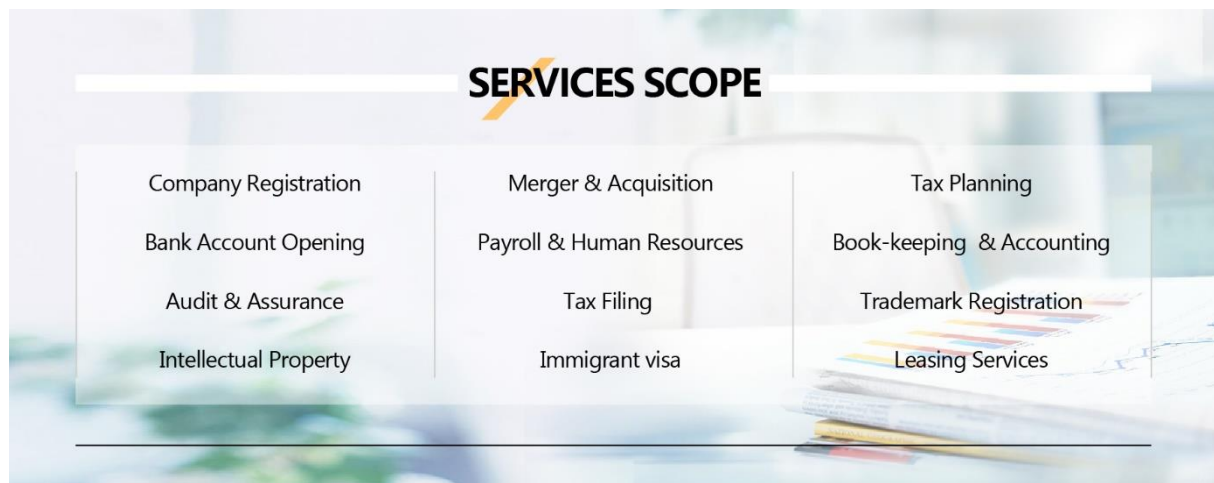 SERVICES SCOPE
Company Registration
Merger & Acquisition
Tax Planning
Bank Account Opening
Payroll & Human Resources
Book-keeping & Accounting
Audit & Assurance
Tax Filing
Trademark Registration
Intellectual Property
Immigrant visa
Leasing Services